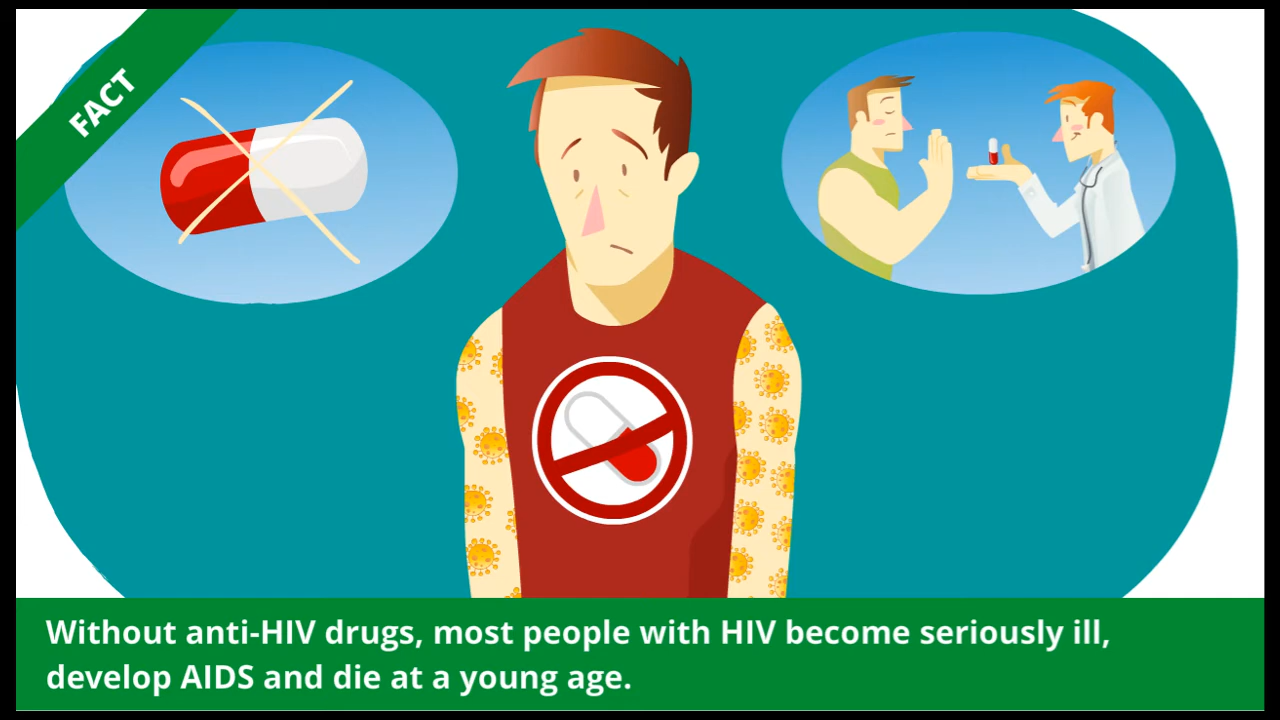 FACT
Without anti-HIV drugs, most people with HIV become seriously ill,
develop AIDS and die at a young age.